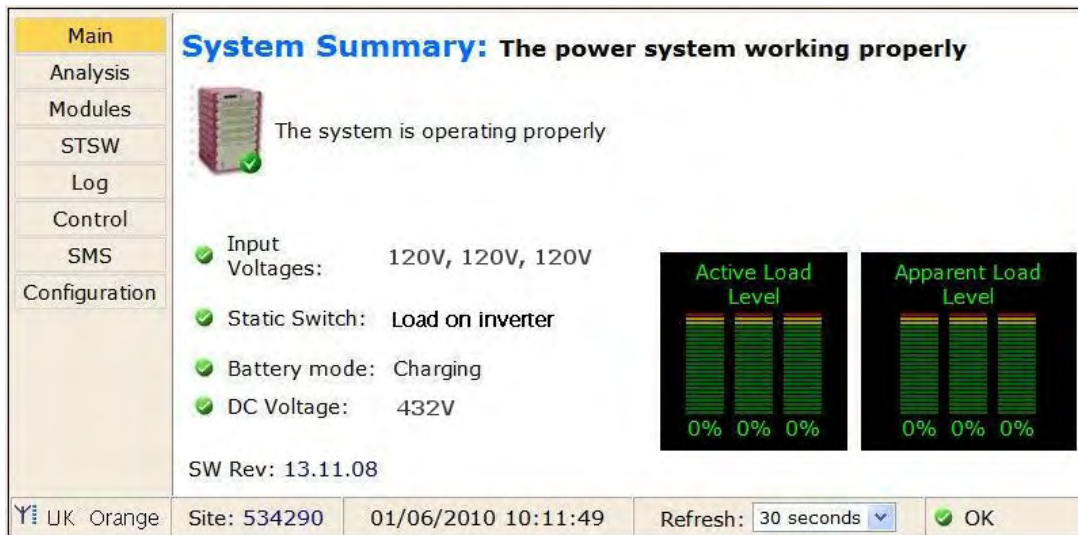 Main
Analysis
Modules
STSW
Log
Control
SMS
Configuration
System Summary: The power system working properly
The system is operating properly
Input
Voltages: 120V, 120V, 120V
Static Switch: Load on inverter
Battery mode: Charging
DC Voltage: 432V
SW Rev: 13.11.08
Active Load
Level
0% 0% 0%
Apparent Load
Level
0% 0% 0%
UK Orange
Site: 534290
01/06/2010 10:11:49
Refresh: 30 seconds
OK